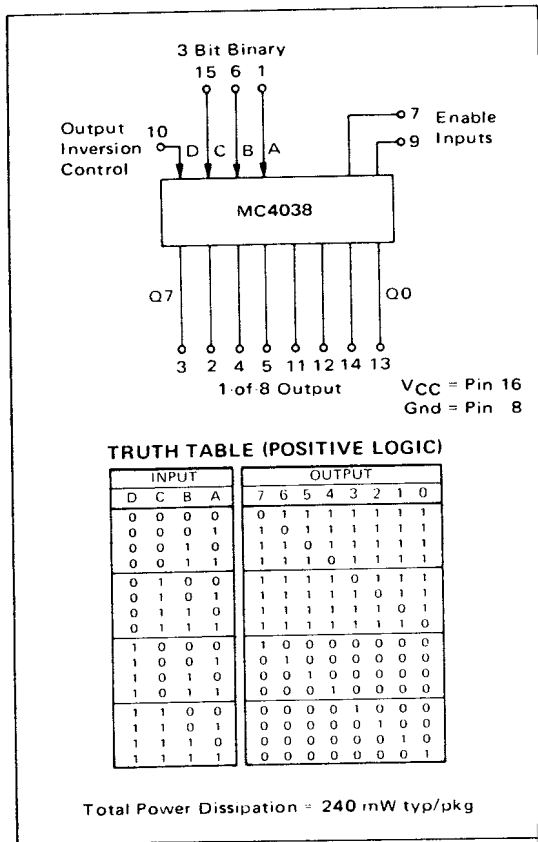 3 Bit Binary
15 6 1
7 Enable
Output 10
9 Inputs
Inversion
D C B A
Control
MC4038
Q7 Q0
3 2 4 5 11 12 14 13
1-of-8 Output
VCC = Pin 16
Gnd = Pin 8
TRUTH TABLE (POSITIVE LOGIC)
INPUT OUTPUT
D C B A 7 6 5 4 3 2 1 0
0 0 0 0 0 1 1 1 1 1 1 1
0 0 0 1 1 0 1 1 1 1 1 1
0 0 1 0 1 1 0 1 1 1 1 1
0 0 1 1 1 1 1 0 1 1 1 1
0 1 0 0 1 1 1 1 0 1 1 1
0 1 0 1 1 1 1 1 1 0 1 1
0 1 1 0 1 1 1 1 1 1 0 1
0 1 1 1 1 1 1 1 1 1 1 0
1 0 0 0 1 0 0 0 0 0 0 0
1 0 0 1 0 1 0 0 0 0 0 0
1 0 1 0 0 0 1 0 0 0 0 0
1 0 1 1 0 0 0 1 0 0 0 0
1 1 0 0 0 0 0 0 1 0 0 0
1 1 0 1 0 0 0 0 0 1 0 0
1 1 1 0 0 0 0 0 0 0 1 0
1 1 1 1 0 0 0 0 0 0 0 1
Total Power Dissipation = 240 mW typ/pkg